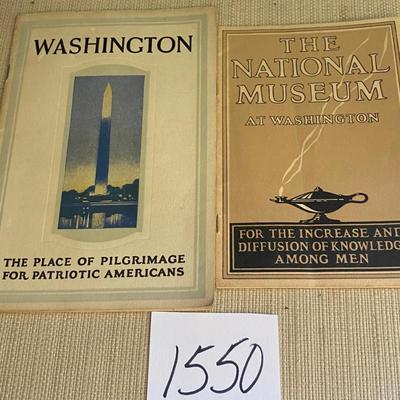 WASHINGTON
THE PLACE OF PILGRIMAGE
FOR PATRIOTIC AMERICANS
THE
NATIONAL
MUSEUM
AT WASHINGTON
FOR THE INCREASE AND
DIFFUSION OF KNOWLEDG
AMONG MEN
1550